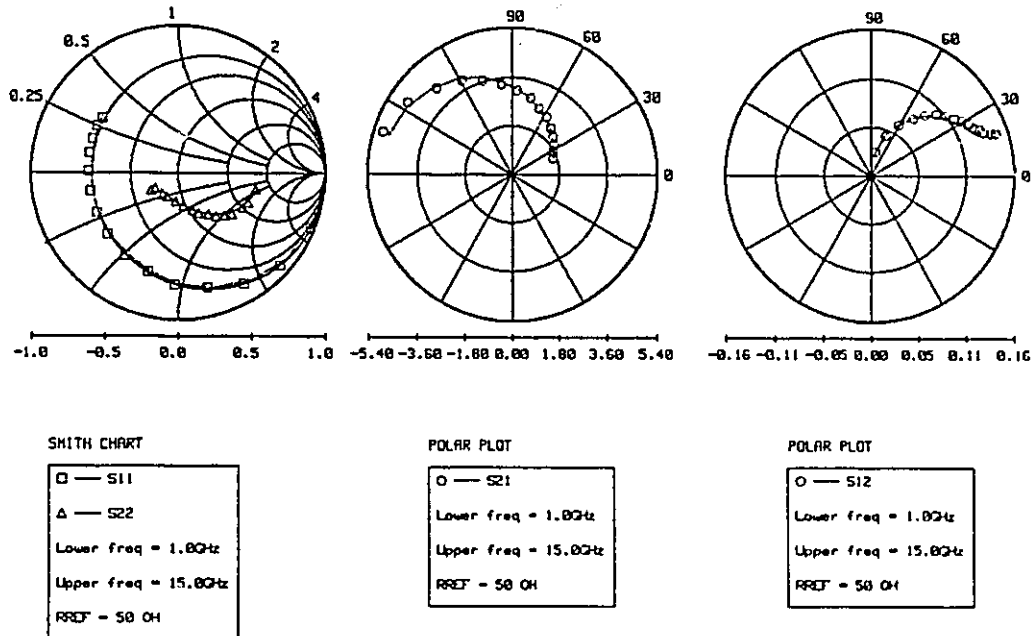 1
0.5
2
0.25
4
-1.0 -0.5 0.0 0.5 1.0
90
60
30
0
-5.40 -3.60 -1.80 0.00 1.80 3.60 5.40
90
60
30
0
-0.16 -0.11 -0.05 0.00 0.05 0.11 0.16
SMITH CHART
S11
S22
Lower freq = 1.0GHz
Upper freq = 15.0GHz
RREF = 50 OH
POLAR PLOT
S21
Lower freq = 1.0GHz
Upper freq = 15.0GHz
RREF = 50 OH
POLAR PLOT
S12
Lower freq = 1.0GHz
Upper freq = 15.0GHz
RREF = 50 OH